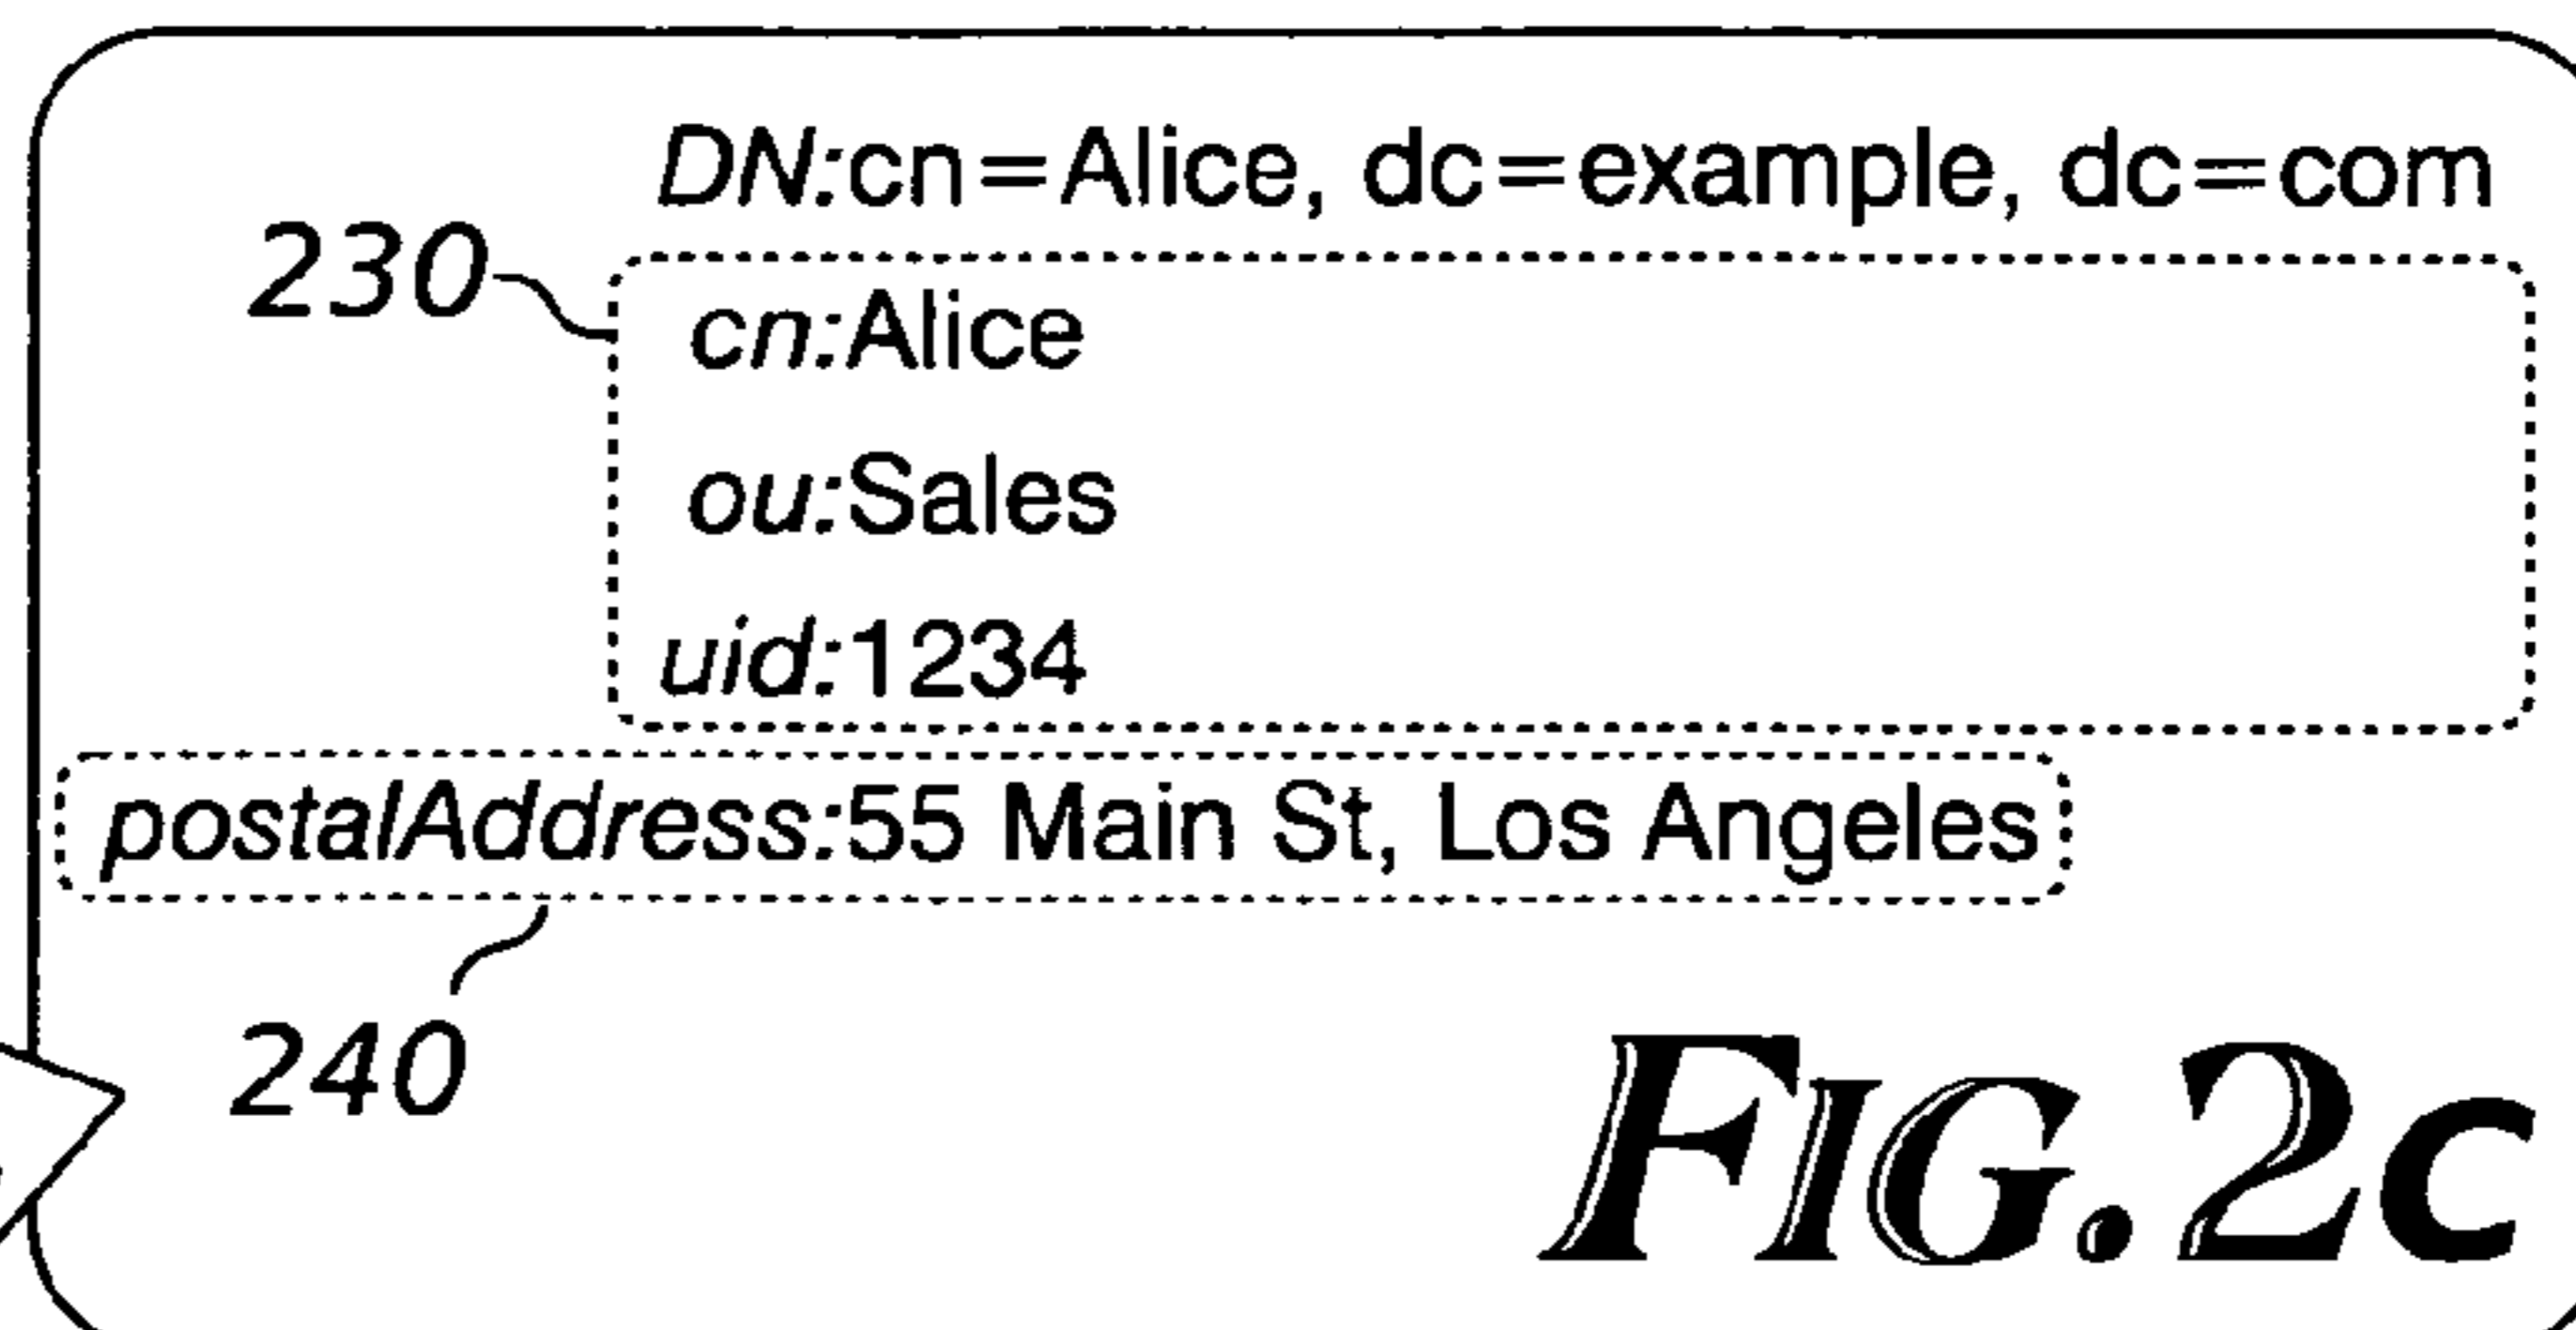 DN:cn=Alice, dc=example, dc=com
230
cn:Alice
ou:Sales
uid:1234
postalAddress:55 Main St, Los Angeles
240
FIG.2c